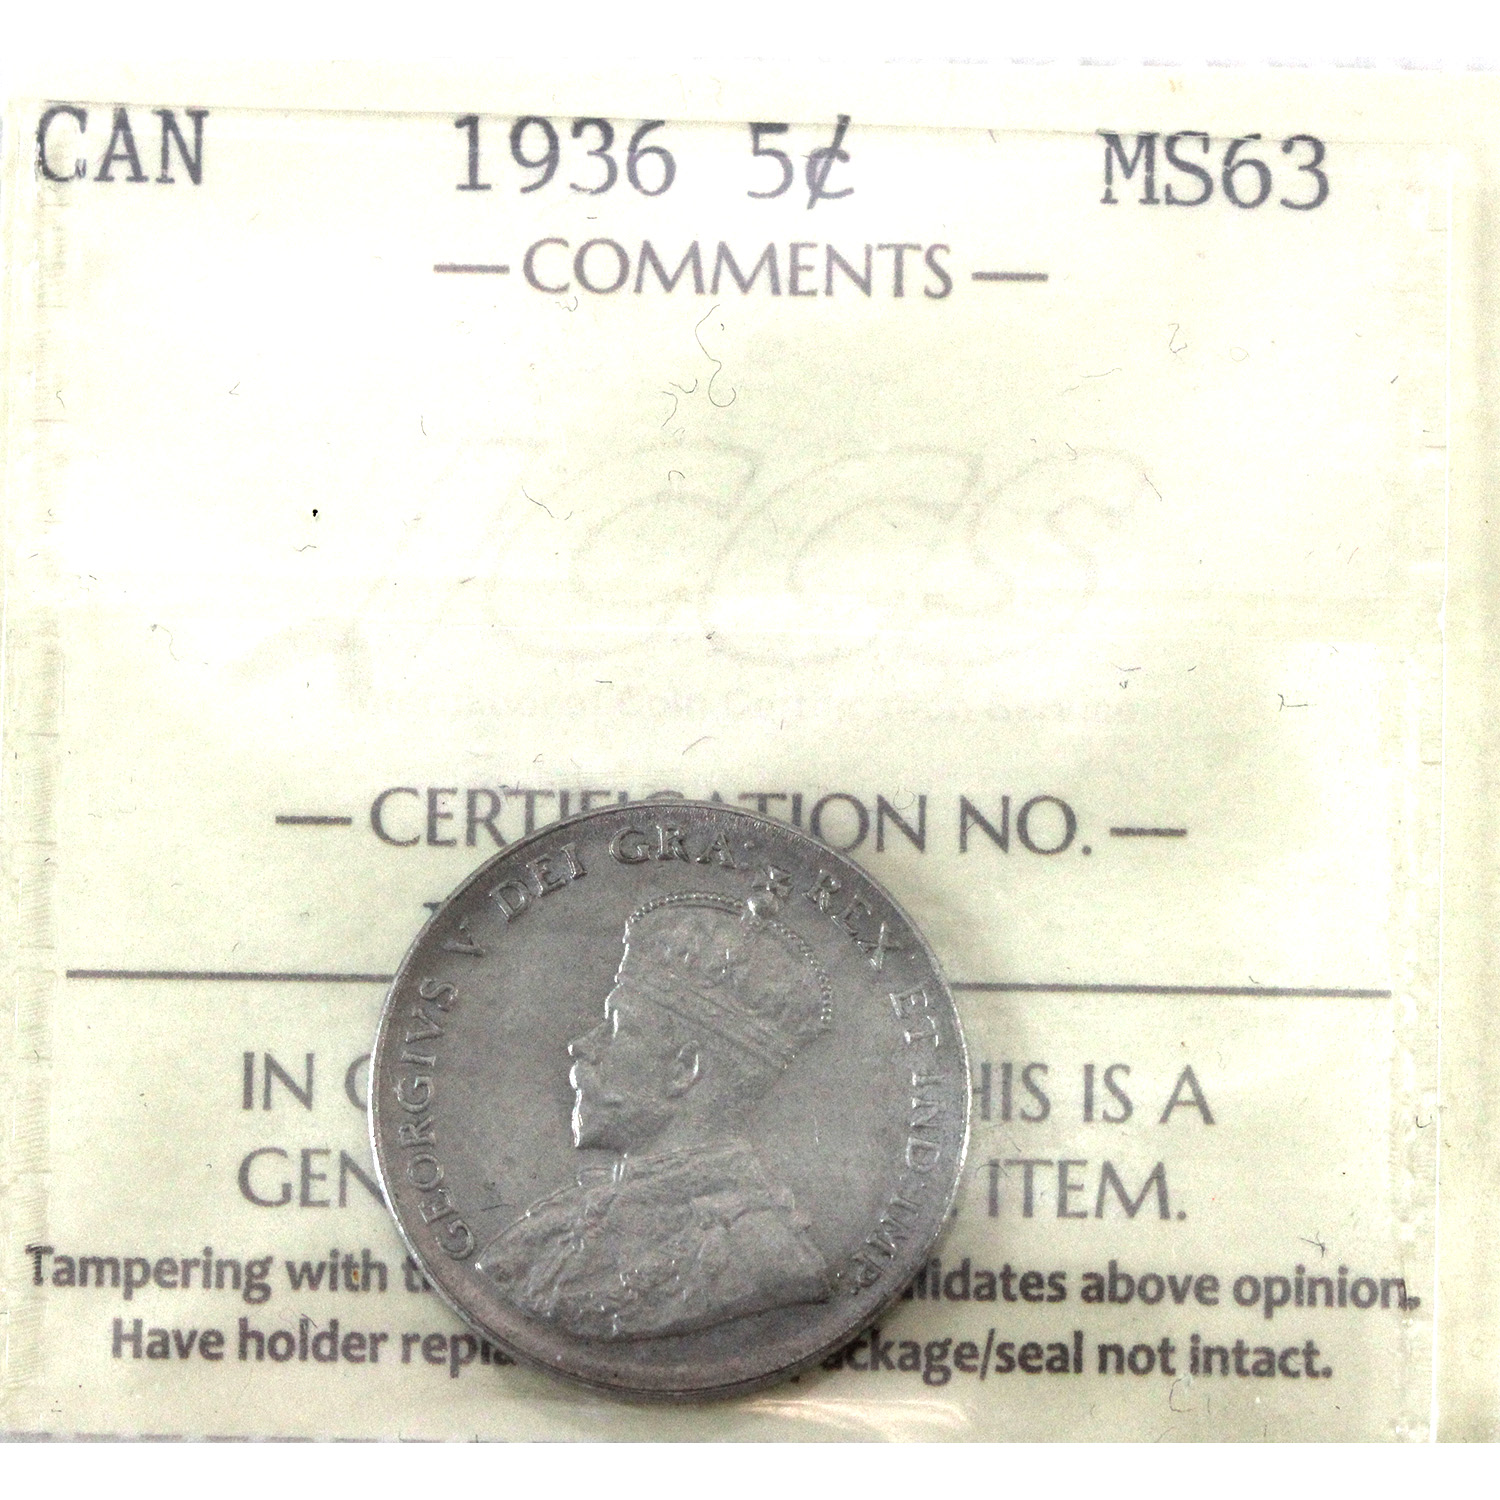 CAN 1936 5¢ MS63
— COMMENTS —
ICCS
— CERTIFICATION NO. —
GEORGIVS V DEI GRA: REX ET IND: IMP:
IN HIS IS A
GEN ITEM.
Tampering with lidates above opinion.
Have holder ackage/seal not intact.